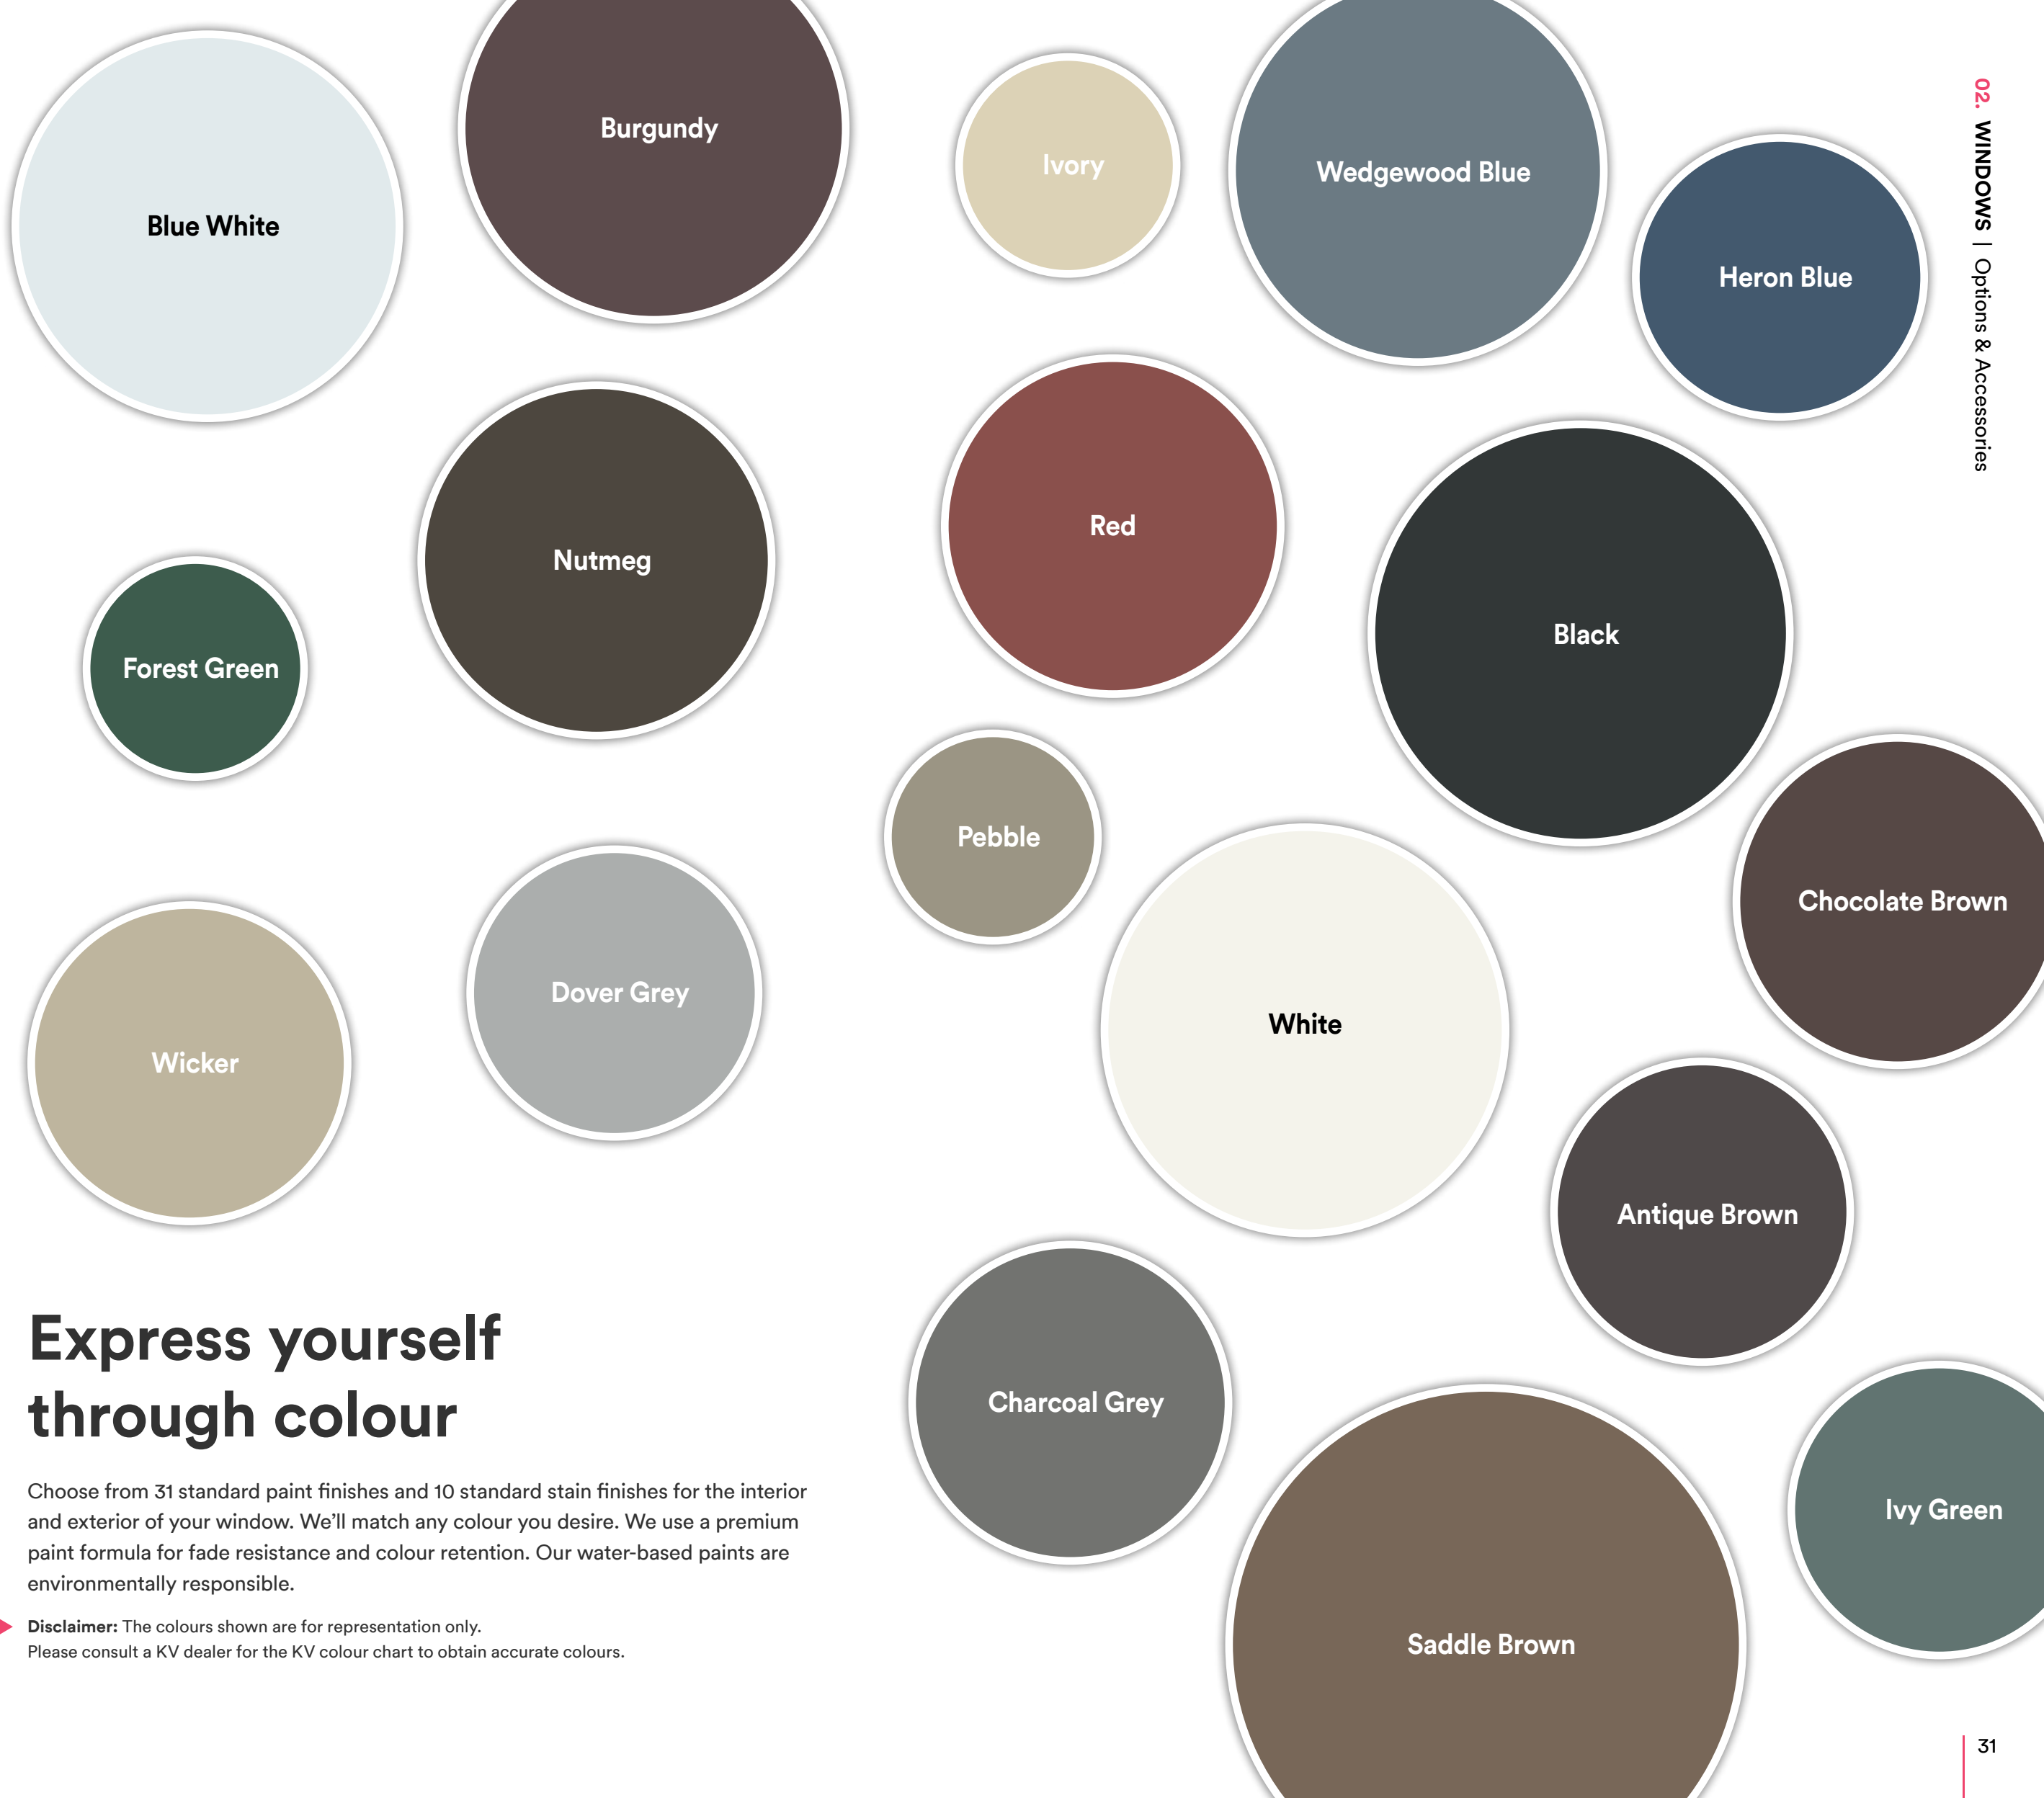 Blue White
Burgundy
Ivory
Wedgewood Blue
Heron Blue
02. WINDOWS | Options & Accessories
Nutmeg
Red
Black
Forest Green
Pebble
Chocolate Brown
Wicker
Dover Grey
White
Antique Brown
Charcoal Grey
Ivy Green
Saddle Brown
Express yourself
through colour
Choose from 31 standard paint finishes and 10 standard stain finishes for the interior
and exterior of your window. We’ll match any colour you desire. We use a premium
paint formula for fade resistance and colour retention. Our water-based paints are
environmentally responsible.
Disclaimer: The colours shown are for representation only.
Please consult a KV dealer for the KV colour chart to obtain accurate colours.
31